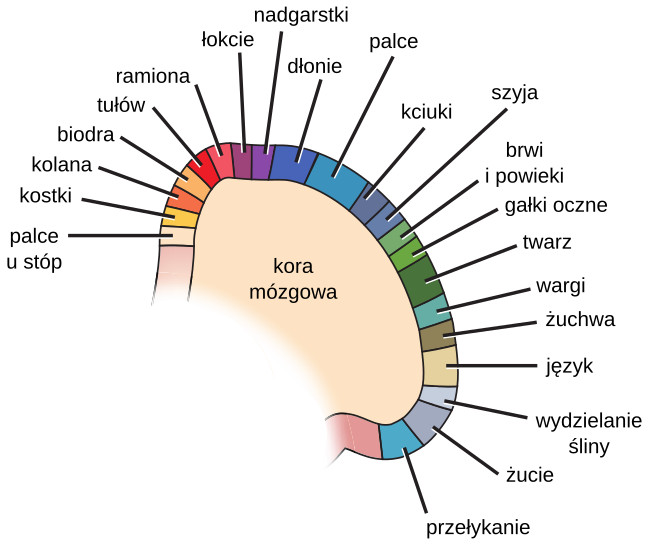 nadgarstki
łokcie
palce
dłonie
ramiona
szyja
tułów
kciuki
biodra
brwi
i powieki
kolana
kostki
gałki oczne
palce
u stóp
twarz
kora
mózgowa
wargi
żuchwa
język
wydzielanie
śliny
żucie
przełykanie